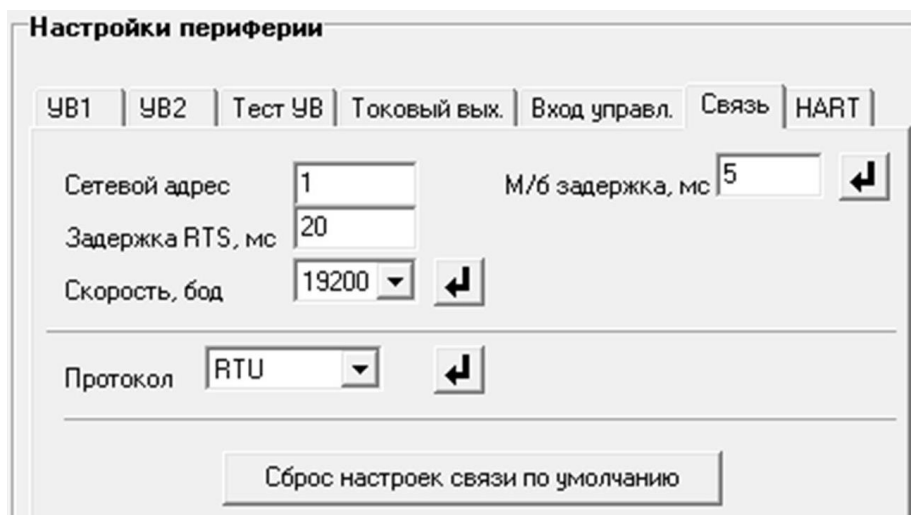 Настройки периферии
УВ1 УВ2 Тест УВ Токовый вых. Вход управл. Связь HART
Сетевой адрес 1 М/б задержка, мс 5
Задержка RTS, мс 20
Скорость, бод 19200
Протокол RTU
Сброс настроек связи по умолчанию